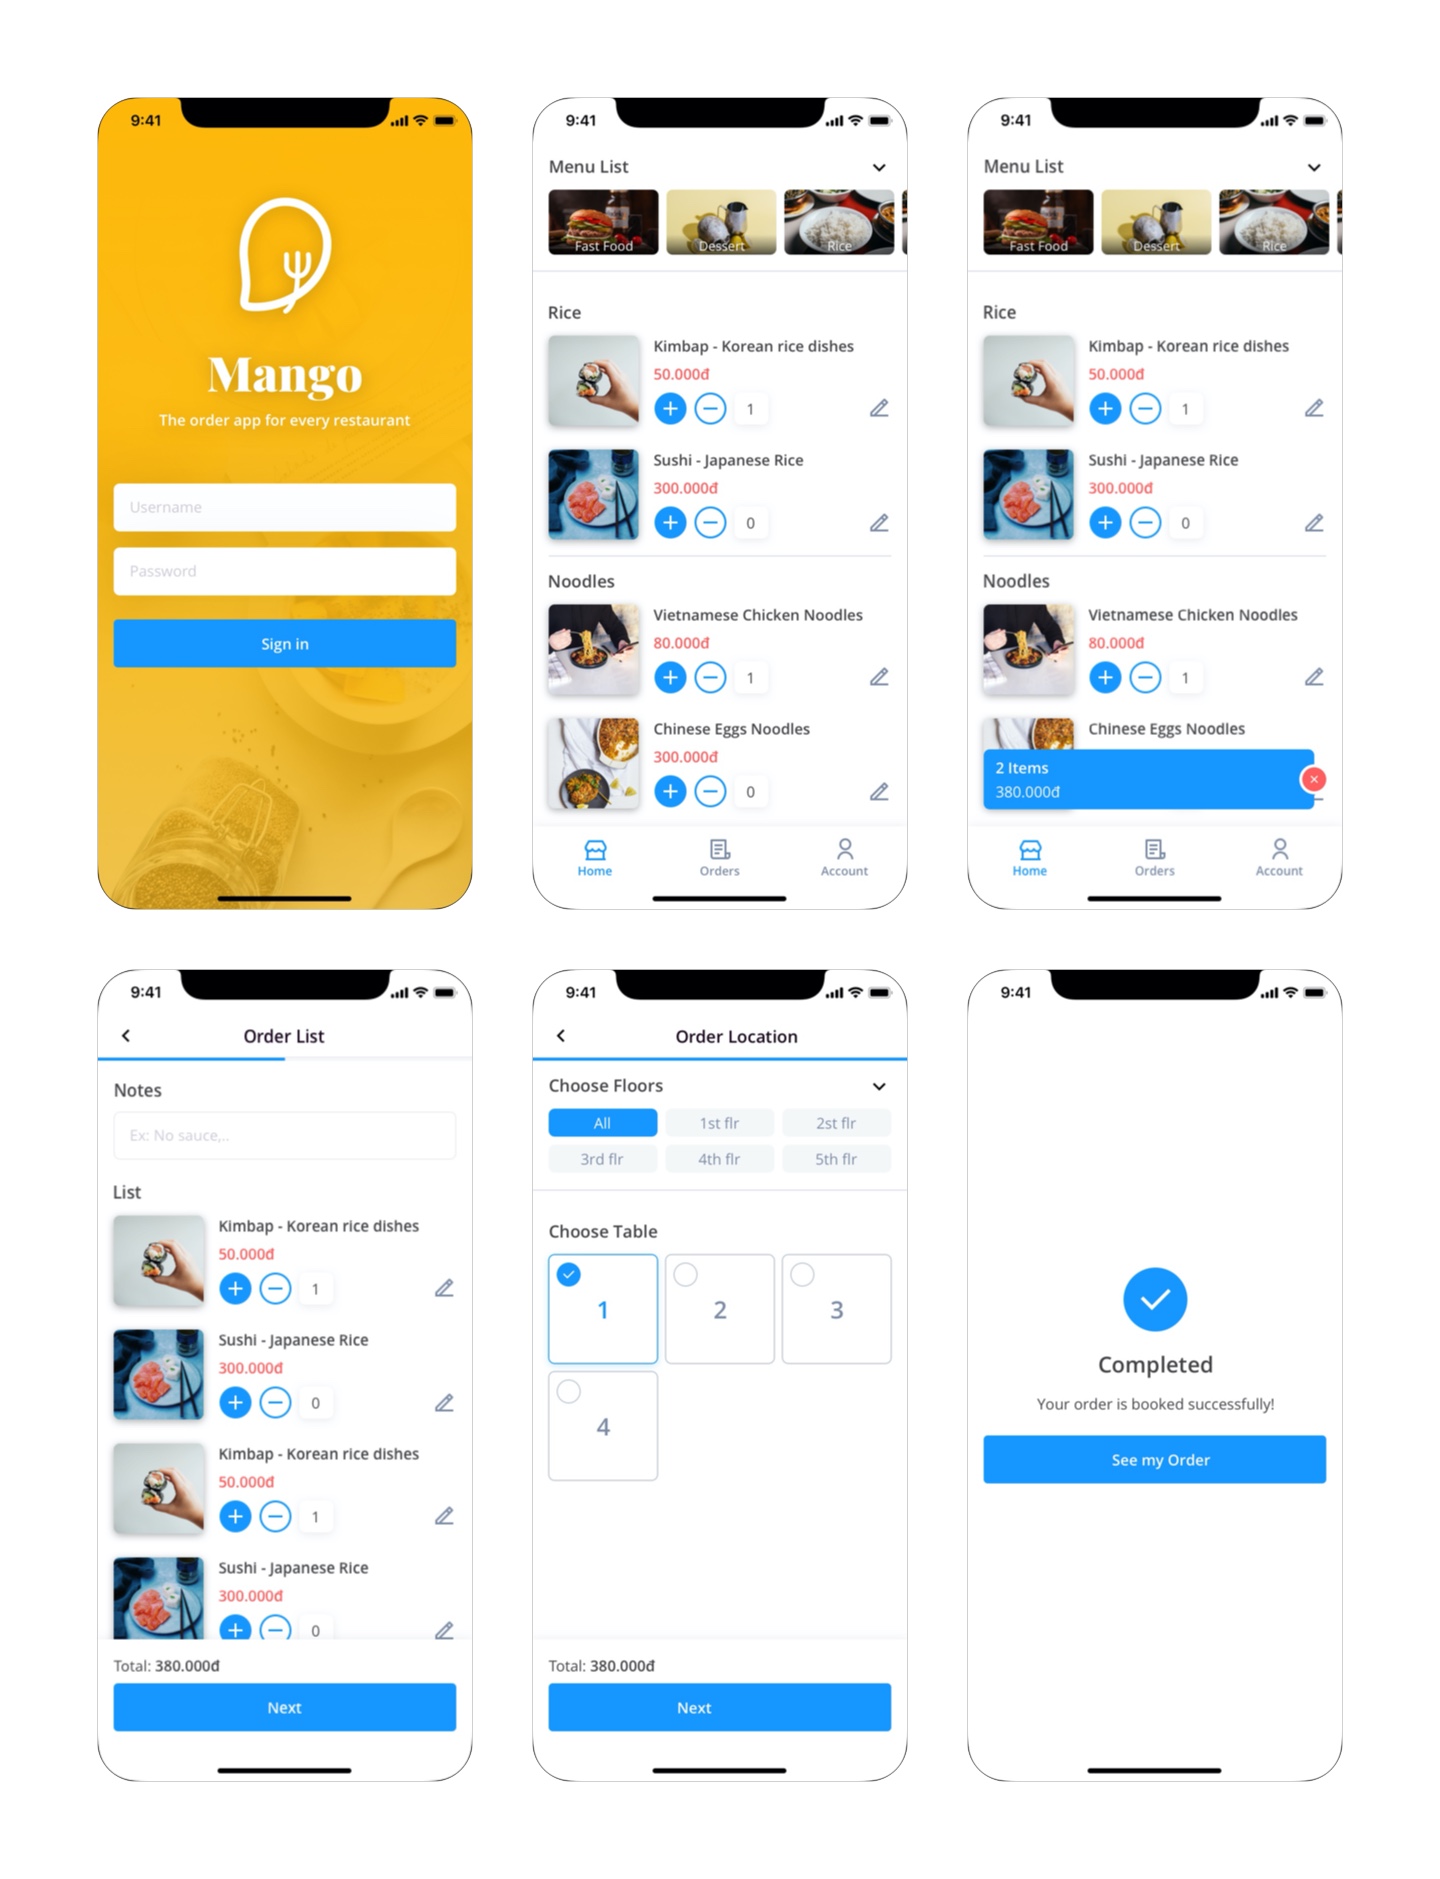 9:41
Mango
The order app for every restaurant
Username
Password
Sign in
9:41
Menu List
Fast Food
Dessert
Rice
Rice
Kimbap - Korean rice dishes
50.000đ
1
Sushi - Japanese Rice
300.000đ
0
Noodles
Vietnamese Chicken Noodles
80.000đ
1
Chinese Eggs Noodles
300.000đ
0
Home
Orders
Account
9:41
Menu List
Fast Food
Dessert
Rice
Rice
Kimbap - Korean rice dishes
50.000đ
1
Sushi - Japanese Rice
300.000đ
0
Noodles
Vietnamese Chicken Noodles
80.000đ
1
Chinese Eggs Noodles
2 Items
380.000đ
Home
Orders
Account
9:41
Order List
Notes
Ex: No sauce,..
List
Kimbap - Korean rice dishes
50.000đ
1
Sushi - Japanese Rice
300.000đ
0
Kimbap - Korean rice dishes
50.000đ
1
Sushi - Japanese Rice
300.000đ
0
Total: 380.000đ
Next
9:41
Order Location
Choose Floors
All
1st flr
2st flr
3rd flr
4th flr
5th flr
Choose Table
1
2
3
4
Total: 380.000đ
Next
9:41
Completed
Your order is booked successfully!
See my Order